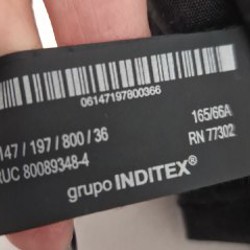 06147197800366
147 / 197 / 800 / 36
165/66A
RUC 80089348-4
RN 77302
grupo INDITEX®